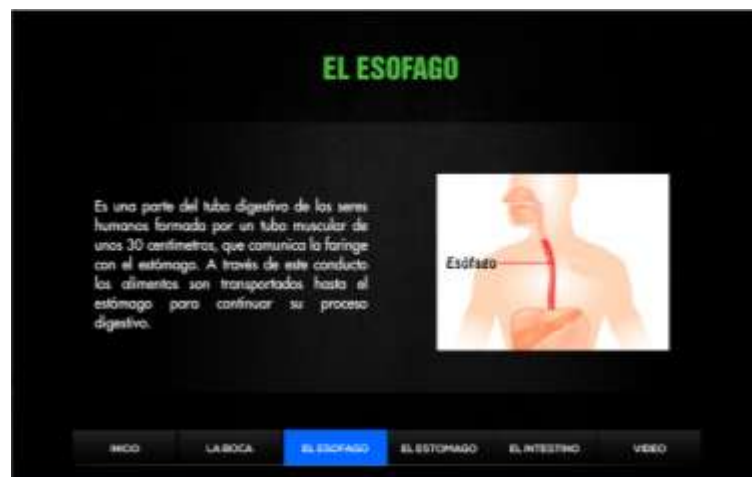 EL ESOFAGO
Es una parte del tubo digestivo de los seres
humanos formada por un tubo muscular de
unos 30 centímetros, que comunica la faringe
con el estómago. A través de este conducto
los alimentos son transportados hasta el
estómago para continuar su proceso
digestivo.
Esófago
INICIO
LA BOCA
EL ESOFAGO
EL ESTOMAGO
EL INTESTINO
VIDEO